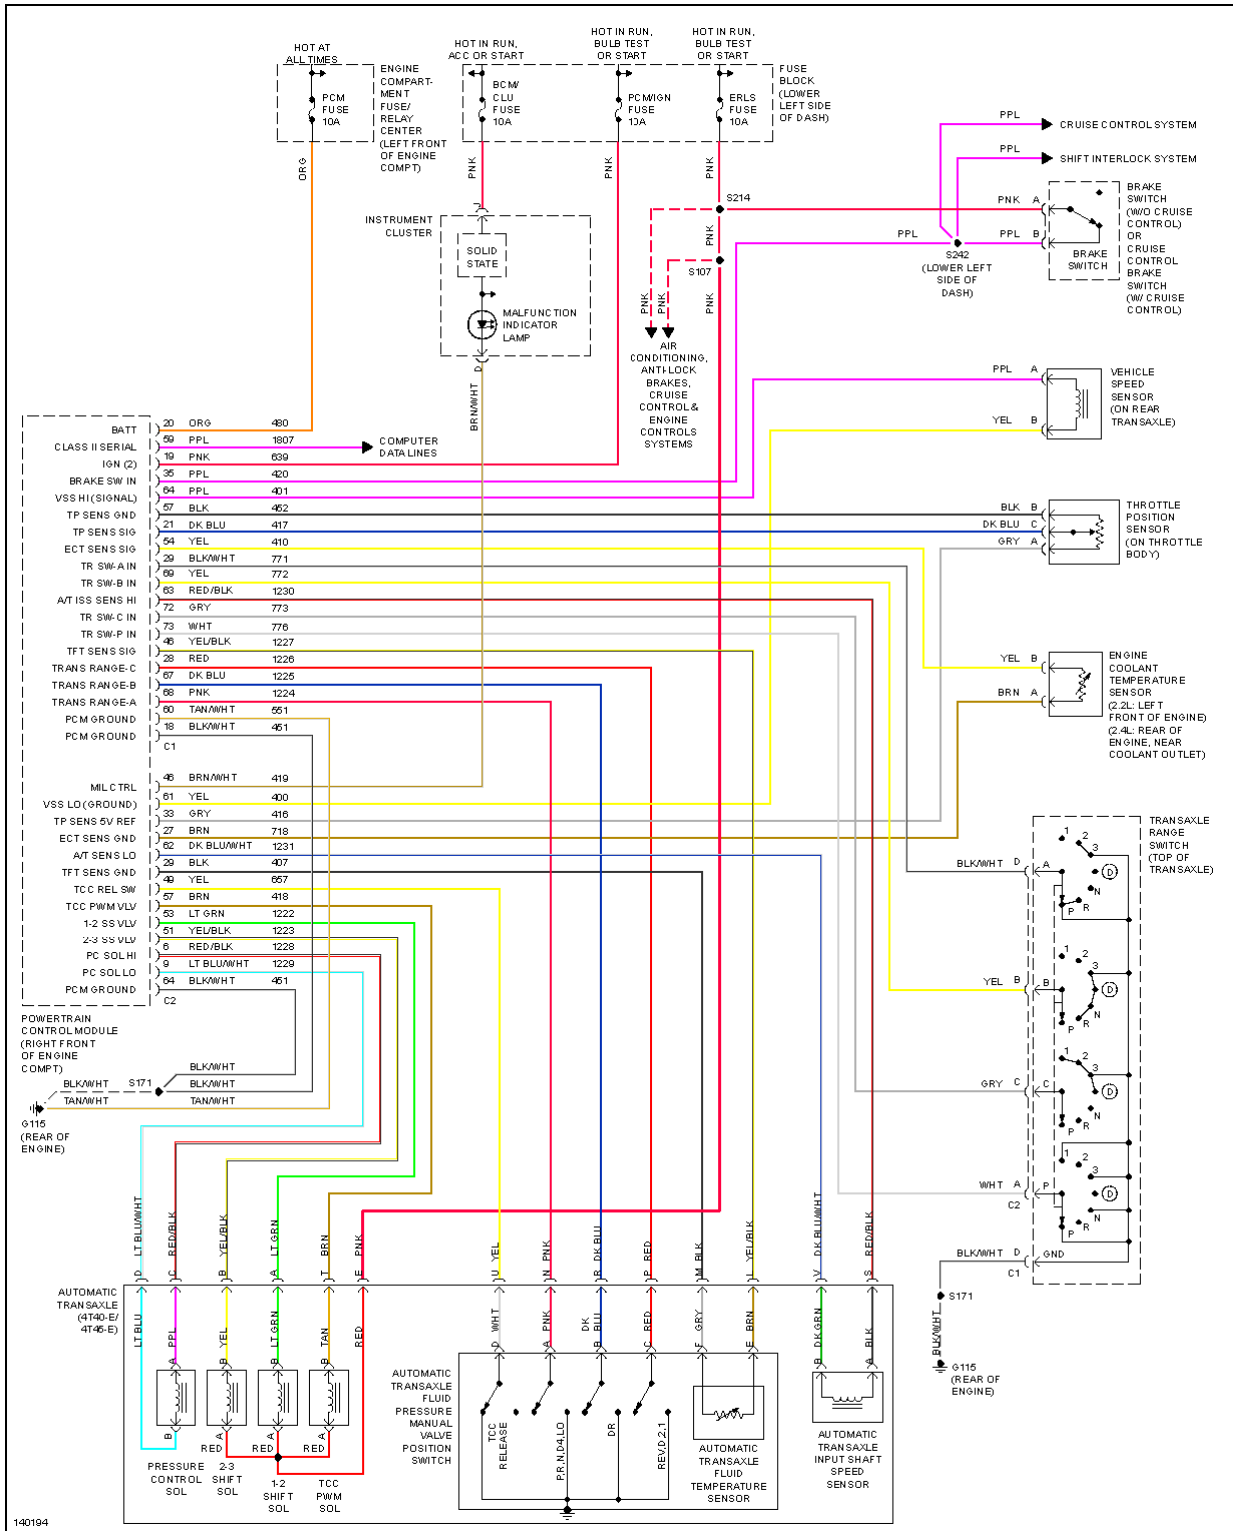 HOT AT
ALL TIMES
HOT IN RUN,
ACC OR START
HOT IN RUN,
BULB TEST
OR START
HOT IN RUN,
BULB TEST
OR START
PCM
FUSE
10A
ENGINE
COMPART-
MENT
FUSE/
RELAY
CENTER
(LEFT FRONT
OF ENGINE
COMPT)
BCM/
CLU
FUSE
10A
PCM/IGN
FUSE
10A
ERLS
FUSE
10A
FUSE
BLOCK
(LOWER
LEFT SIDE
OF DASH)
ORG
PNK
PNK
PNK
PPL
CRUISE CONTROL SYSTEM
PPL
SHIFT INTERLOCK SYSTEM
J
S214
PNK A
PPL
PPL B
BRAKE
SWITCH
BRAKE
SWITCH
(W/O CRUISE
CONTROL)
OR
CRUISE
CONTROL
BRAKE
SWITCH
(W/ CRUISE
CONTROL)
S242
(LOWER LEFT
SIDE OF
DASH)
INSTRUMENT
CLUSTER
SOLID
STATE
MALFUNCTION
INDICATOR
LAMP
D
BRN/WHT
PNK
S107
PNK
PNK
PNK
AIR
CONDITIONING,
ANTI-LOCK
BRAKES,
CRUISE
CONTROL &
ENGINE
CONTROLS
SYSTEMS
PPL A
YEL B
VEHICLE
SPEED
SENSOR
(ON REAR
TRANSAXLE)
BATT 20 ORG 480
CLASS II SERIAL 59 PPL 1807
COMPUTER
DATA LINES
IGN (2) 19 PNK 639
BRAKE SW IN 35 PPL 420
VSS HI (SIGNAL) 64 PPL 401
TP SENS GND 57 BLK 452
TP SENS SIG 21 DK BLU 417
ECT SENS SIG 54 YEL 410
TR SW-A IN 29 BLK/WHT 771
TR SW-B IN 69 YEL 772
A/T ISS SENS HI 63 RED/BLK 1230
TR SW-C IN 72 GRY 773
TR SW-P IN 73 WHT 776
TFT SENS SIG 46 YEL/BLK 1227
TRANS RANGE-C 28 RED 1226
TRANS RANGE-B 67 DK BLU 1225
TRANS RANGE-A 68 PNK 1224
PCM GROUND 60 TAN/WHT 551
PCM GROUND 18 BLK/WHT 451
C1
MIL CTRL 46 BRN/WHT 419
VSS LO (GROUND) 61 YEL 400
TP SENS 5V REF 33 GRY 416
ECT SENS GND 27 BRN 718
A/T SENS LO 62 DK BLU/WHT 1231
TFT SENS GND 29 BLK 407
TCC REL SW 49 YEL 657
TCC PWM VLV 57 BRN 418
1-2 SS VLV 53 LT GRN 1222
2-3 SS VLV 51 YEL/BLK 1223
PC SOL HI 6 RED/BLK 1228
PC SOL LO 9 LT BLU/WHT 1229
PCM GROUND 64 BLK/WHT 451
C2
POWERTRAIN
CONTROL MODULE
(RIGHT FRONT
OF ENGINE
COMPT)
BLK B
DK BLU C
GRY A
THROTTLE
POSITION
SENSOR
(ON THROTTLE
BODY)
YEL B
BRN A
ENGINE
COOLANT
TEMPERATURE
SENSOR
(2.2L: LEFT
FRONT OF ENGINE)
(2.4L: REAR OF
ENGINE, NEAR
COOLANT OUTLET)
TRANSAXLE
RANGE
SWITCH
(TOP OF
TRANSAXLE)
BLK/WHT D A
1 2 3 D N R P
YEL B B
1 2 3 D N R P
GRY C C
1 2 3 D N R P
WHT A P
C2
1 2 3 D N R P
BLK/WHT D GND
C1
S171
BLK/WHT
G115
(REAR OF
ENGINE)
BLK/WHT S171 BLK/WHT
BLK/WHT
TAN/WHT TAN/WHT
G115
(REAR OF
ENGINE)
D LT BLU/WHT
C RED/BLK
B YEL/BLK
A LT GRN
T BRN
E PNK
U YEL
N PNK
R DK BLU
P RED
M BLK
L YEL/BLK
V DK BLU/WHT
S RED/BLK
AUTOMATIC
TRANSAXLE
(4T40-E/
4T45-E)
LT BLU
A PPL
B YEL
B LT GRN
B TAN
RED
D WHT
A PNK
B DK BLU
C RED
F GRY
E BRN
B DK GRN
A BLK
B
RED A
RED A
RED A
PRESSURE
CONTROL
SOL
2-3
SHIFT
SOL
1-2
SHIFT
SOL
TCC
PWM
SOL
AUTOMATIC
TRANSAXLE
FLUID
PRESSURE
MANUAL
VALVE
POSITION
SWITCH
TCC
RELEASE
P,R,N,D4,LO
DR
REV,D,2,1
AUTOMATIC
TRANSAXLE
FLUID
TEMPERATURE
SENSOR
AUTOMATIC
TRANSAXLE
INPUT SHAFT
SPEED
SENSOR
140194